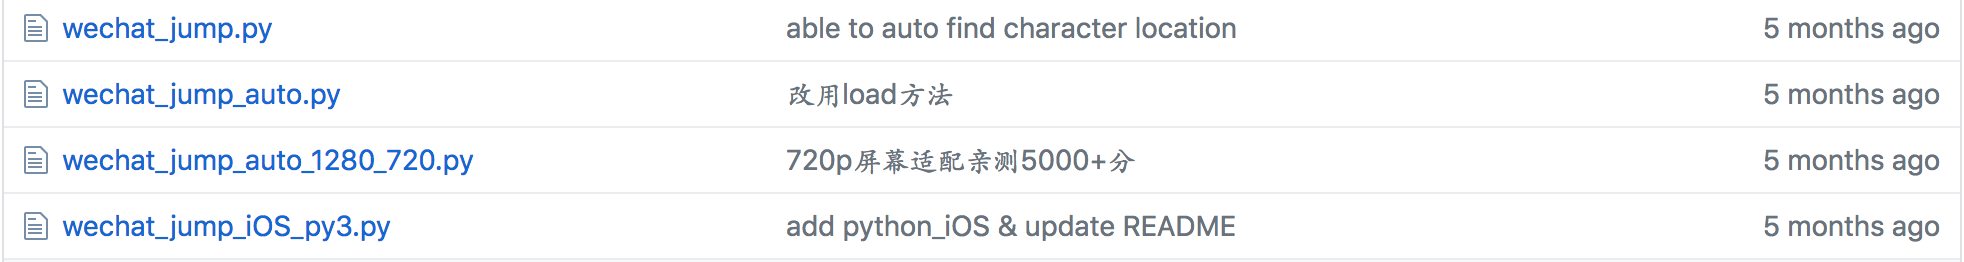 wechat_jump.py able to auto find character location 5 months ago
wechat_jump_auto.py 改用load方法 5 months ago
wechat_jump_auto_1280_720.py 720p屏幕适配亲测5000+分 5 months ago
wechat_jump_iOS_py3.py add python_iOS & update README 5 months ago